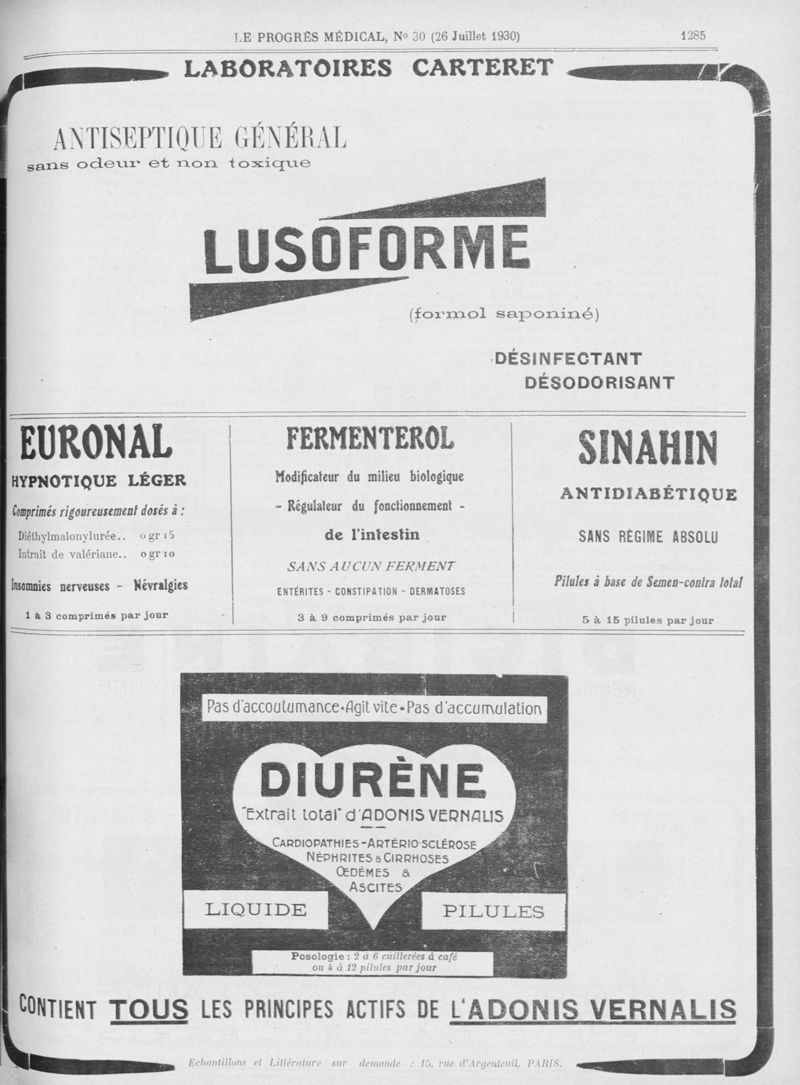 LE PROGRÈS MÉDICAL, No 30 (26 Juillet 1930) 1285
LABORATOIRES CARTERET
ANTISEPTIQUE GÉNÉRAL
sans odeur et non toxique
LUSOFORME
(formol saponiné)
DÉSINFECTANT
DÉSODORISANT
EURONAL
HYPNOTIQUE LÉGER
Comprimés rigoureusement dosés à :
Diéthylmalonylurée.. 0 gr 15
Intrait de valériane.. 0 gr 10
Insomnies nerveuses - Névralgies
1 à 3 comprimés par jour
FERMENTEROL
Modificateur du milieu biologique
- Régulateur du fonctionnement -
de l'intestin
SANS AUCUN FERMENT
ENTÉRITES - CONSTIPATION - DERMATOSES
3 à 9 comprimés par jour
SINAHIN
ANTIDIABÉTIQUE
SANS RÉGIME ABSOLU
Pilules à base de Semen-contra total
5 à 15 pilules par jour
Pas d'accoutumance-Agit vite-Pas d'accumulation
DIURÈNE
"Extrait total" d'ADONIS VERNALIS
CARDIOPATHIES-ARTÉRIO-SCLÉROSE
NÉPHRITES & CIRRHOSES
ŒDÈMES &
ASCITES
LIQUIDE
PILULES
Posologie : 2 à 6 cuillerées à café
ou 4 à 12 pilules par jour
CONTIENT TOUS LES PRINCIPES ACTIFS DE L'ADONIS VERNALIS
Echantillons et Littérature sur demande : 15, rue d'Argenteuil, PARIS.